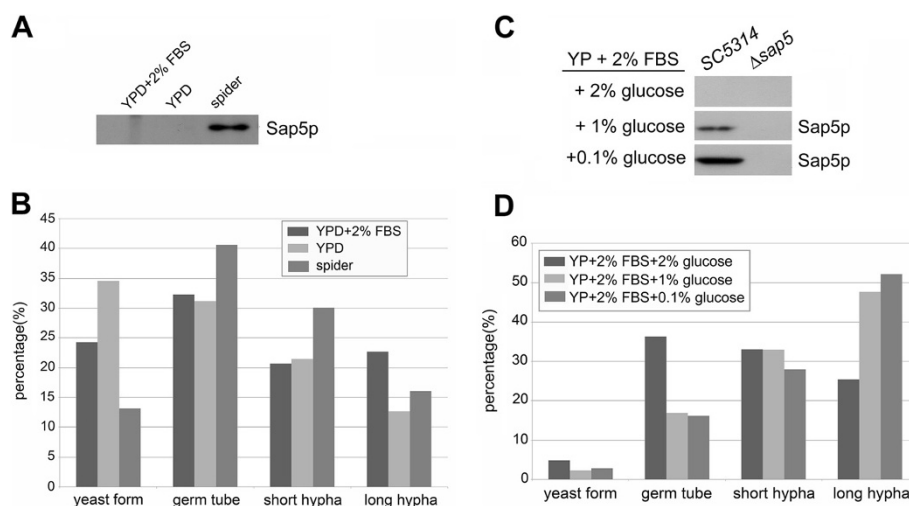 A
YPD+2% FBS
YPD
spider
Sap5p
B
percentage(%)
45
40
35
30
25
20
15
10
5
0
YPD+2% FBS
YPD
spider
yeast form
germ tube
short hypha
long hypha
C
SC5314
Δsap5
YP + 2% FBS
+ 2% glucose
+ 1% glucose
Sap5p
+0.1% glucose
Sap5p
D
percentage(%)
60
50
40
30
20
10
0
YP+2% FBS+2% glucose
YP+2% FBS+1% glucose
YP+2% FBS+0.1% glucose
yeast form
germ tube
short hypha
long hypha